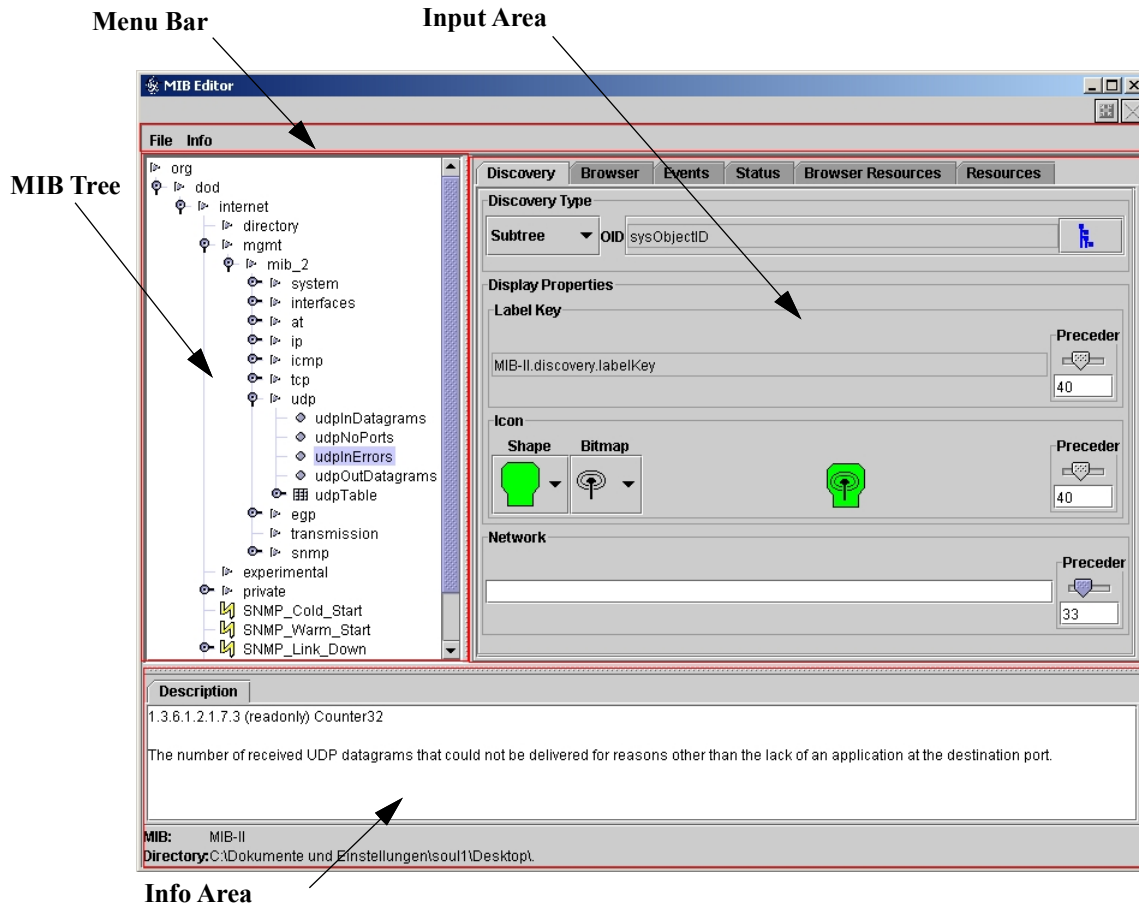 Menu Bar
Input Area
MIB Editor
File Info
MIB Tree
org
dod
internet
directory
mgmt
mib_2
system
interfaces
at
ip
icmp
tcp
udp
udpInDatagrams
udpNoPorts
udpInErrors
udpOutDatagrams
udpTable
egp
transmission
snmp
experimental
private
SNMP_Cold_Start
SNMP_Warm_Start
SNMP_Link_Down
Discovery Browser Events Status Browser Resources Resources
Discovery Type
Subtree OID sysObjectID
Display Properties
Label Key
Preceder
MIB-II.discovery.labelKey
40
Icon
Shape Bitmap Preceder
40
Network
Preceder
33
Description
1.3.6.1.2.1.7.3 (readonly) Counter32
The number of received UDP datagrams that could not be delivered for reasons other than the lack of an application at the destination port.
MIB: MIB-II
Directory:C:\Dokumente und Einstellungen\soul1\Desktop\.
Info Area